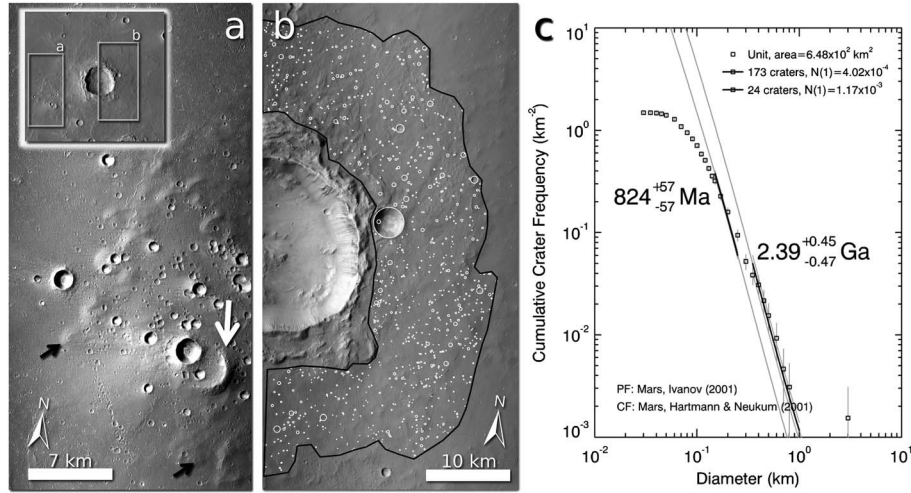 a
b
a
N
7 km
b
N
10 km
C
Cumulative Crater Frequency (km⁻²)
10¹
10⁰
10⁻¹
10⁻²
10⁻³
Unit, area=6.48x10² km²
173 craters, N(1)=4.02x10⁻⁴
24 craters, N(1)=1.17x10⁻³
824 +57 -57 Ma
2.39 +0.45 -0.47 Ga
PF: Mars, Ivanov (2001)
CF: Mars, Hartmann & Neukum (2001)
10⁻²
10⁻¹
10⁰
10¹
Diameter (km)